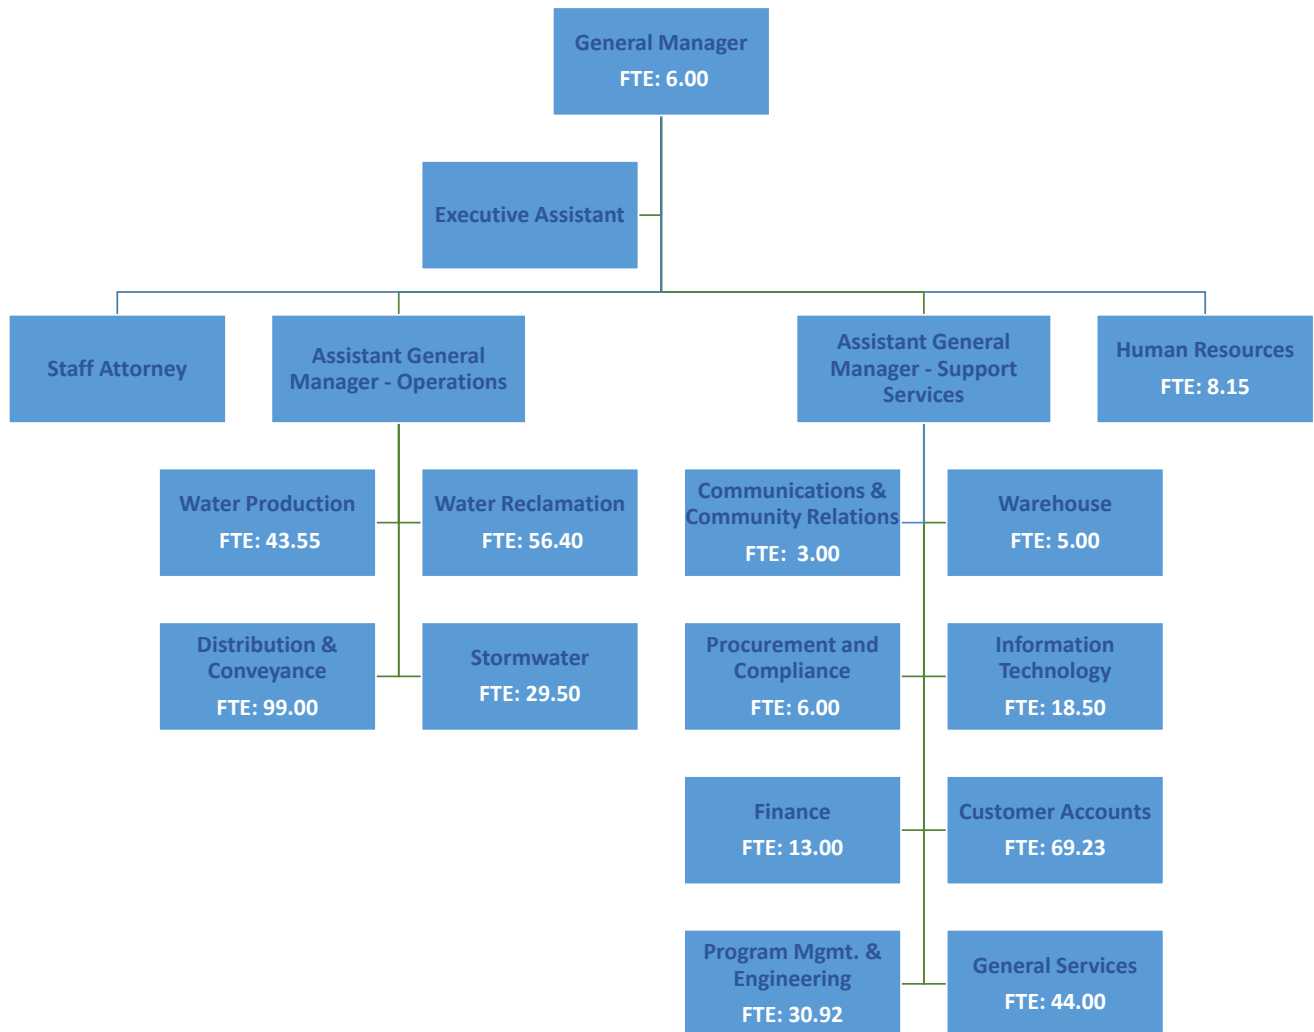 General Manager
FTE: 6.00
Executive Assistant
Staff Attorney
Assistant General
Manager - Operations
Assistant General
Manager - Support
Services
Human Resources
FTE: 8.15
Water Production
FTE: 43.55
Water Reclamation
FTE: 56.40
Communications &
Community Relations
FTE:  3.00
Warehouse
FTE: 5.00
Distribution &
Conveyance
FTE: 99.00
Stormwater
FTE: 29.50
Procurement and
Compliance
FTE: 6.00
Information
Technology
FTE: 18.50
Finance
FTE: 13.00
Customer Accounts
FTE: 69.23
Program Mgmt. &
Engineering
FTE: 30.92
General Services
FTE: 44.00